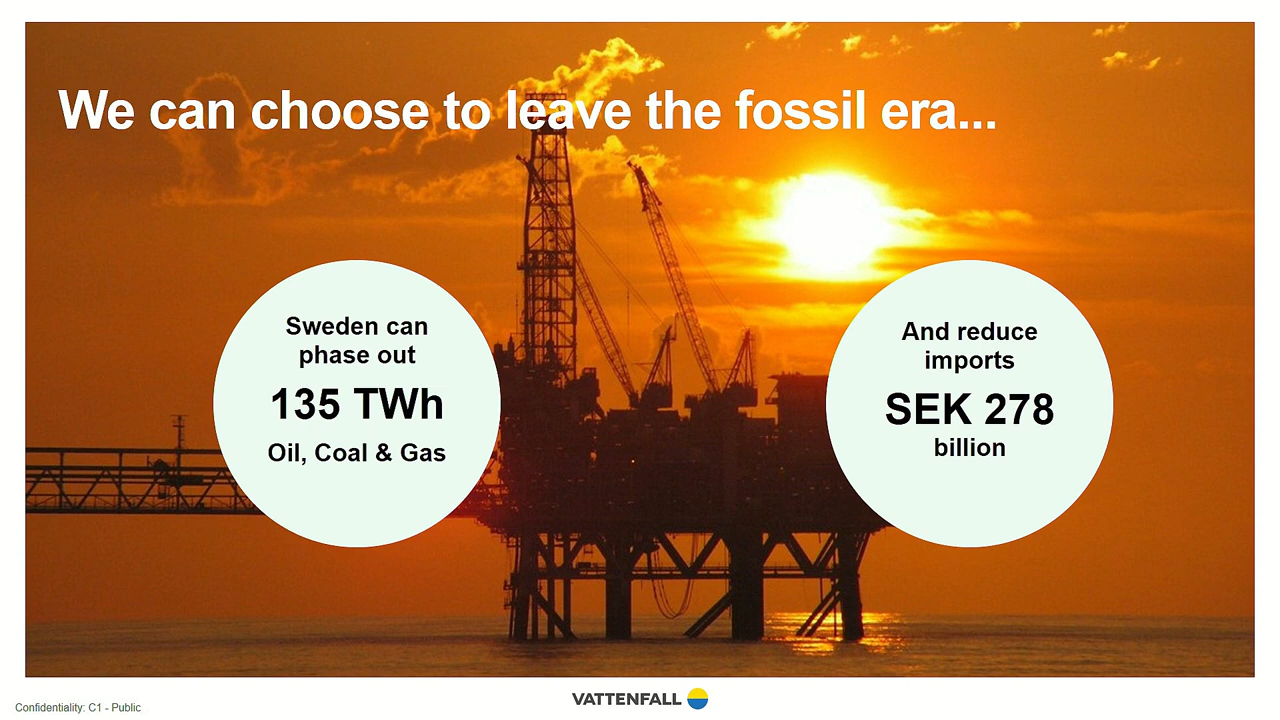 We can choose to leave the fossil era...
Sweden can
phase out
135 TWh
Oil, Coal & Gas
And reduce
imports
SEK 278
billion
VATTENFALL
Confidentiality: C1 - Public